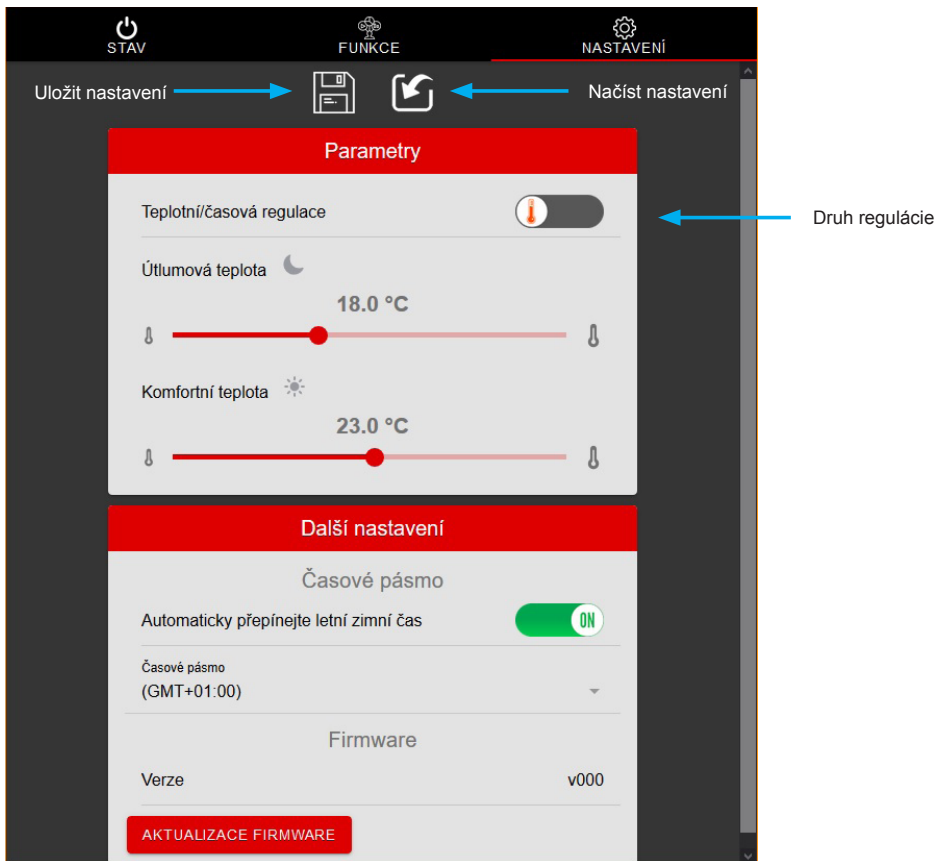 STAV
FUNKCE
NASTAVENÍ
Uložit nastavení
Načíst nastavení
Parametry
Teplotní/časová regulace
Druh regulácie
Útlumová teplota
18.0 °C
Komfortní teplota
23.0 °C
Další nastavení
Časové pásmo
Automaticky přepínejte letní zimní čas
ON
Časové pásmo
(GMT+01:00)
Firmware
Verze v000
AKTUALIZACE FIRMWARE